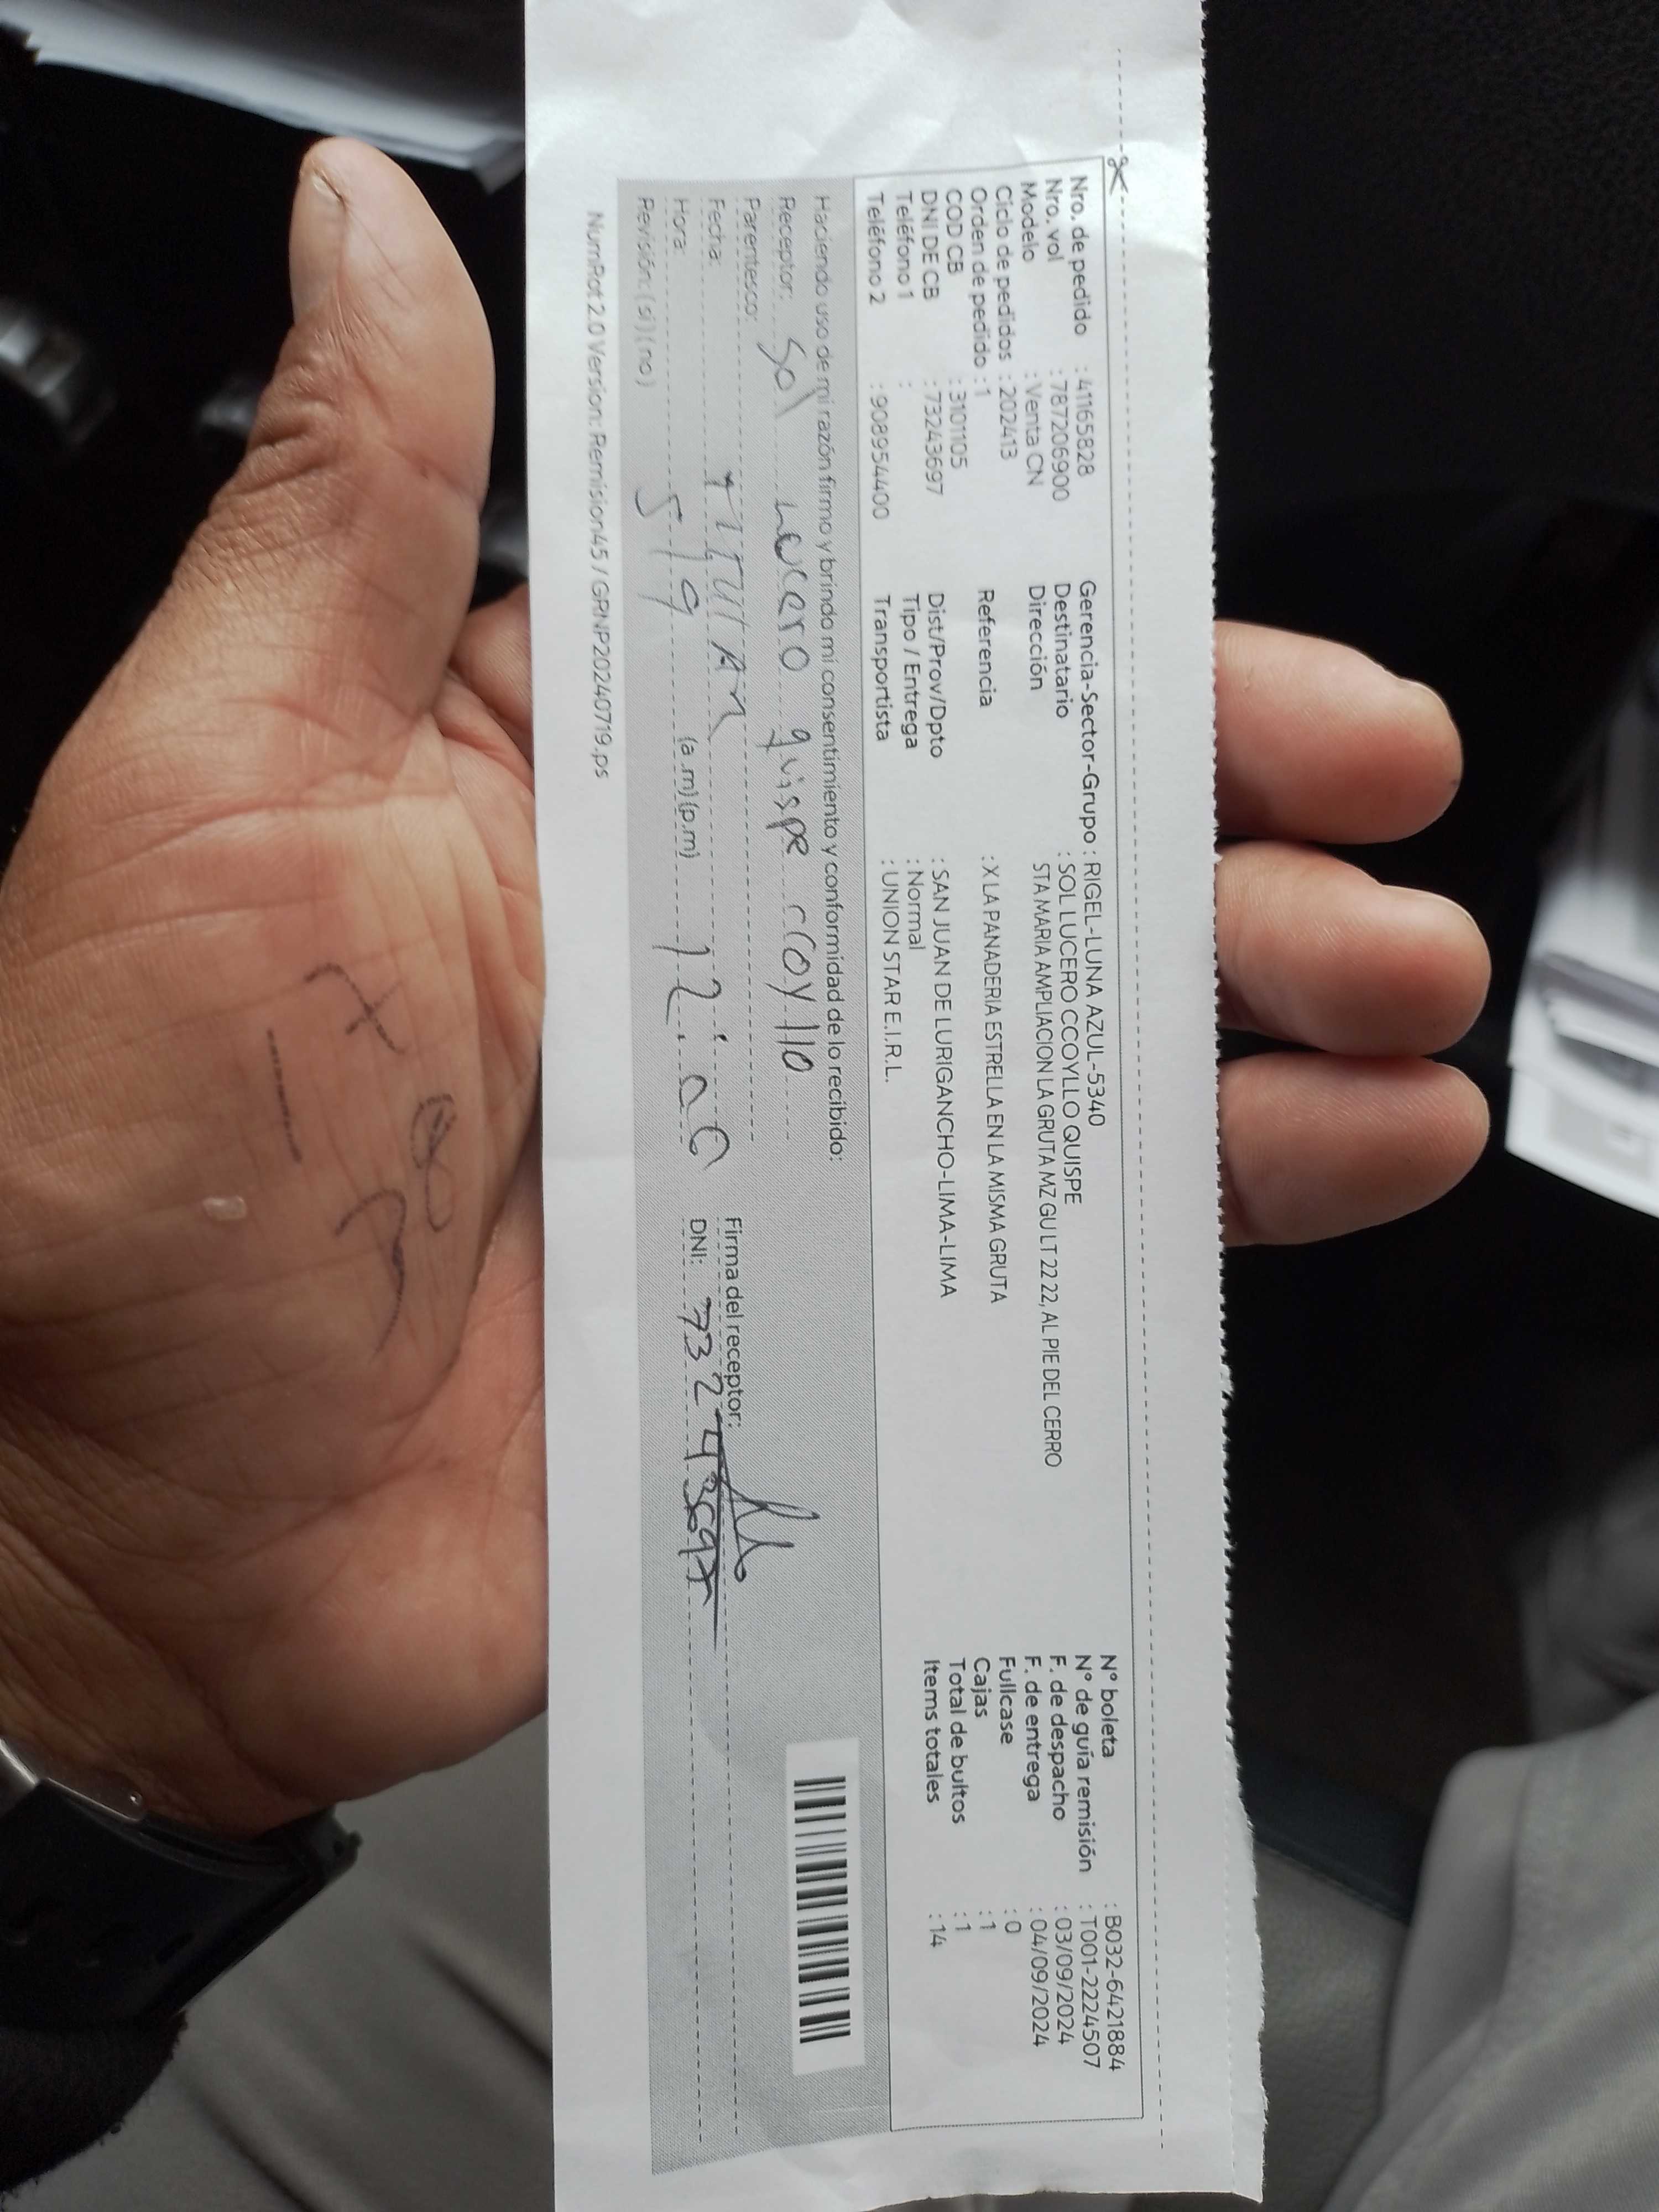 Nro. de pedido : 41165828
Nro. vol : 787206900
Modelo : Venta CN
Ciclo de pedidos : 202413
Orden de pedido : 1
COD CB : 3101105
DNI DE CB : 73243697
Teléfono 1 :
Teléfono 2 : 908954400
Gerencia-Sector-Grupo : RIGEL-LUNA AZUL-5340
Destinatario : SOL LUCERO CCOYLLO QUISPE
Dirección STA MARIA AMPLIACION LA GRUTA MZ GU LT 22 22, AL PIE DEL CERRO
Referencia : X LA PANADERIA ESTRELLA EN LA MISMA GRUTA
Dist/Prov/Dpto : SAN JUAN DE LURIGANCHO-LIMA-LIMA
Tipo / Entrega : Normal
Transportista : UNION STAR E.I.R.L.
N° boleta : B032-6421884
N° de guía remisión : T001-2224507
F. de despacho : 03/09/2024
F. de entrega : 04/09/2024
Fullcase : 0
Cajas : 1
Total de bultos : 1
Items totales : 14
Haciendo uso de mi razón firmo y brindo mi consentimiento y conformidad de lo recibido:
Receptor: Sol Lucero quispe ccoyllo
Parentesco:
Fecha: TITULAR
Hora: 5/9 (a.m) (p.m) 12:00
Revisión: (si) (no)
Firma del receptor:
DNI: 73243697
NumRot 2.0 Version: Remision45 / GRNP20240719.ps